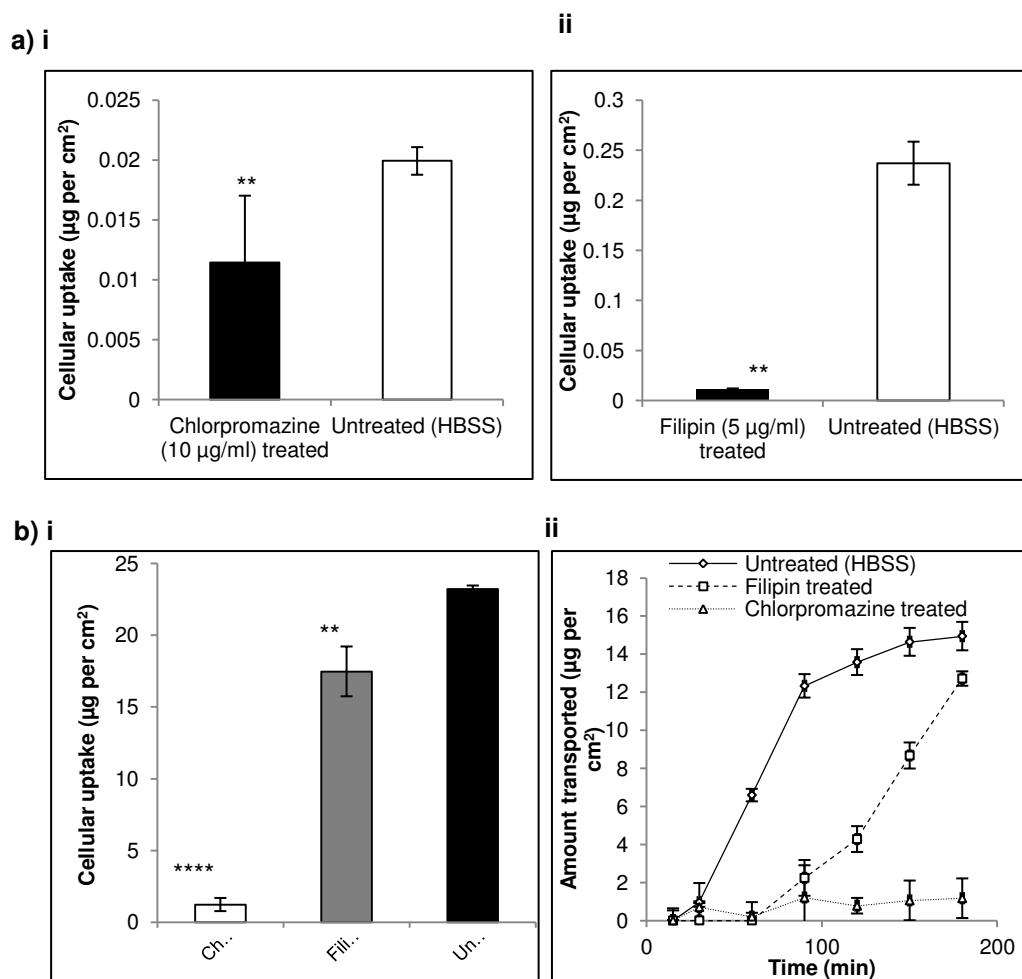 a) i
ii
0.025
0.02
0.015
0.01
0.005
0
Cellular uptake (µg per cm²)
**
Chlorpromazine
(10 µg/ml) treated
Untreated (HBSS)
0.3
0.25
0.2
0.15
0.1
0.05
0
Cellular uptake (µg per cm²)
**
Filipin (5 µg/ml)
treated
Untreated (HBSS)
b) i
ii
25
20
15
10
5
0
Cellular uptake (µg per cm²)
****
**
Ch..
Filli..
Un..
Untreated (HBSS)
Filipin treated
Chlorpromazine treated
18
16
14
12
10
8
6
4
2
0
Amount transported (µg per
cm²)
0
100
200
Time (min)